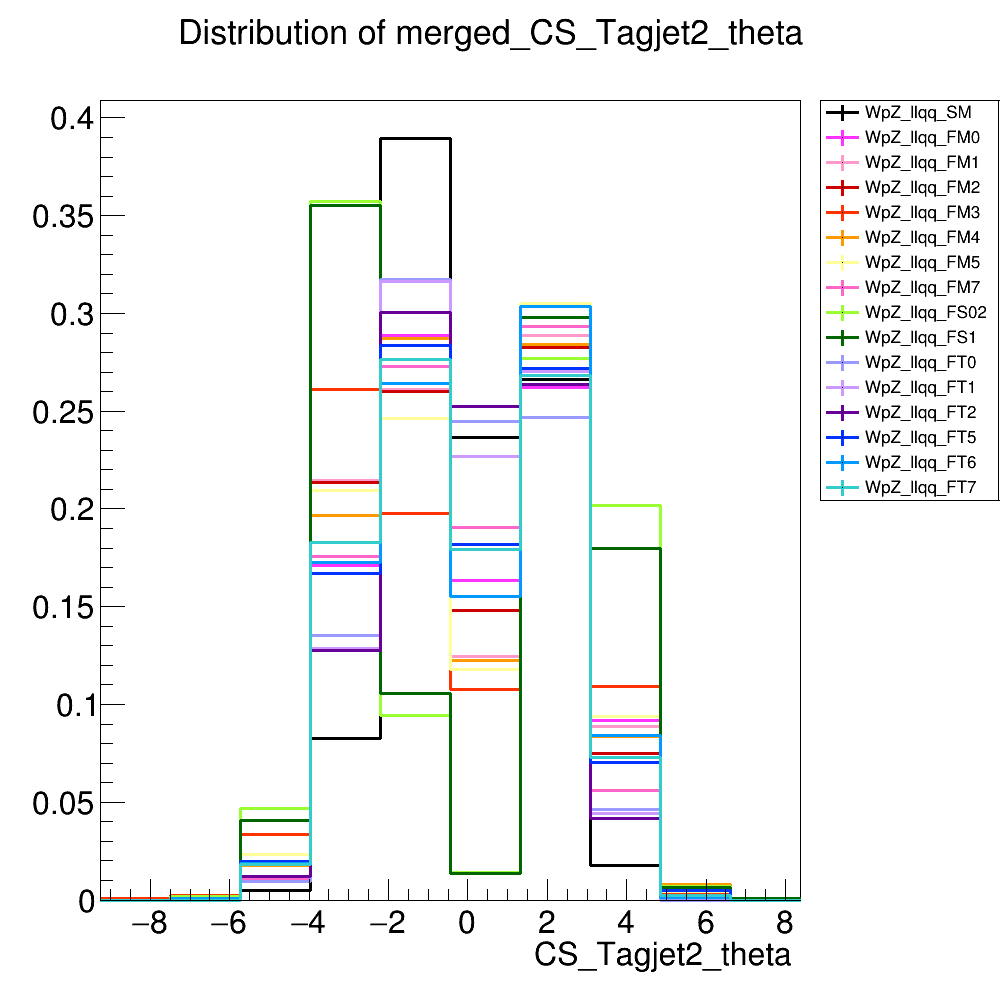 Distribution of merged_CS_Tagjet2_theta
0.4
0.35
0.3
0.25
0.2
0.15
0.1
0.05
0
−8 −6 −4 −2 0 2 4 6 8
CS_Tagjet2_theta
WpZ_llqq_SM
WpZ_llqq_FM0
WpZ_llqq_FM1
WpZ_llqq_FM2
WpZ_llqq_FM3
WpZ_llqq_FM4
WpZ_llqq_FM5
WpZ_llqq_FM7
WpZ_llqq_FS02
WpZ_llqq_FS1
WpZ_llqq_FT0
WpZ_llqq_FT1
WpZ_llqq_FT2
WpZ_llqq_FT5
WpZ_llqq_FT6
WpZ_llqq_FT7